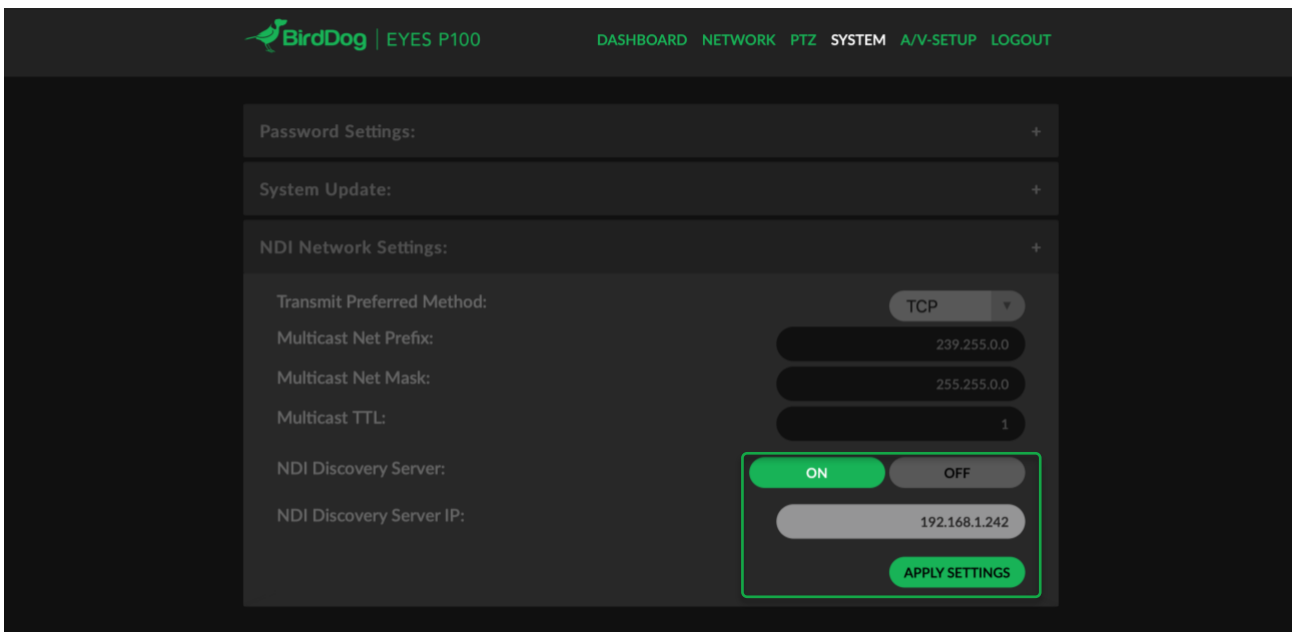 BirdDog | EYES P100
DASHBOARD NETWORK PTZ SYSTEM A/V-SETUP LOGOUT
Password Settings: +
System Update: +
NDI Network Settings: +
Transmit Preferred Method: TCP ▼
Multicast Net Prefix: 239.255.0.0
Multicast Net Mask: 255.255.0.0
Multicast TTL: 1
NDI Discovery Server: ON OFF
NDI Discovery Server IP: 192.168.1.242
APPLY SETTINGS